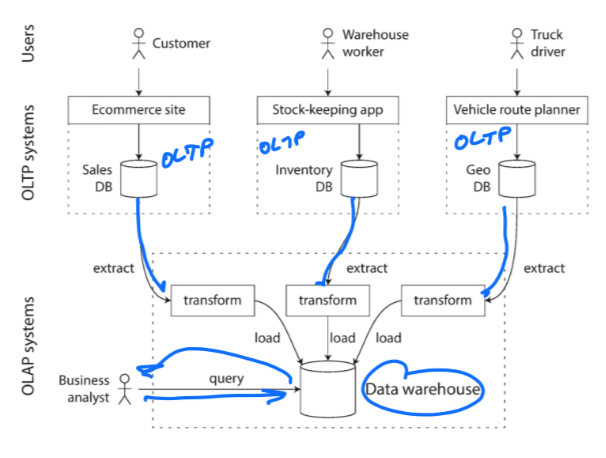 Users
Customer
Warehouse
worker
Truck
driver
OLTP systems
Ecommerce site
Stock-keeping app
Vehicle route planner
OLTP
OLTP
OLTP
Sales
DB
Inventory
DB
Geo
DB
extract
extract
extract
OLAP systems
transform
transform
transform
load
load
load
Business
analyst
query
Data warehouse